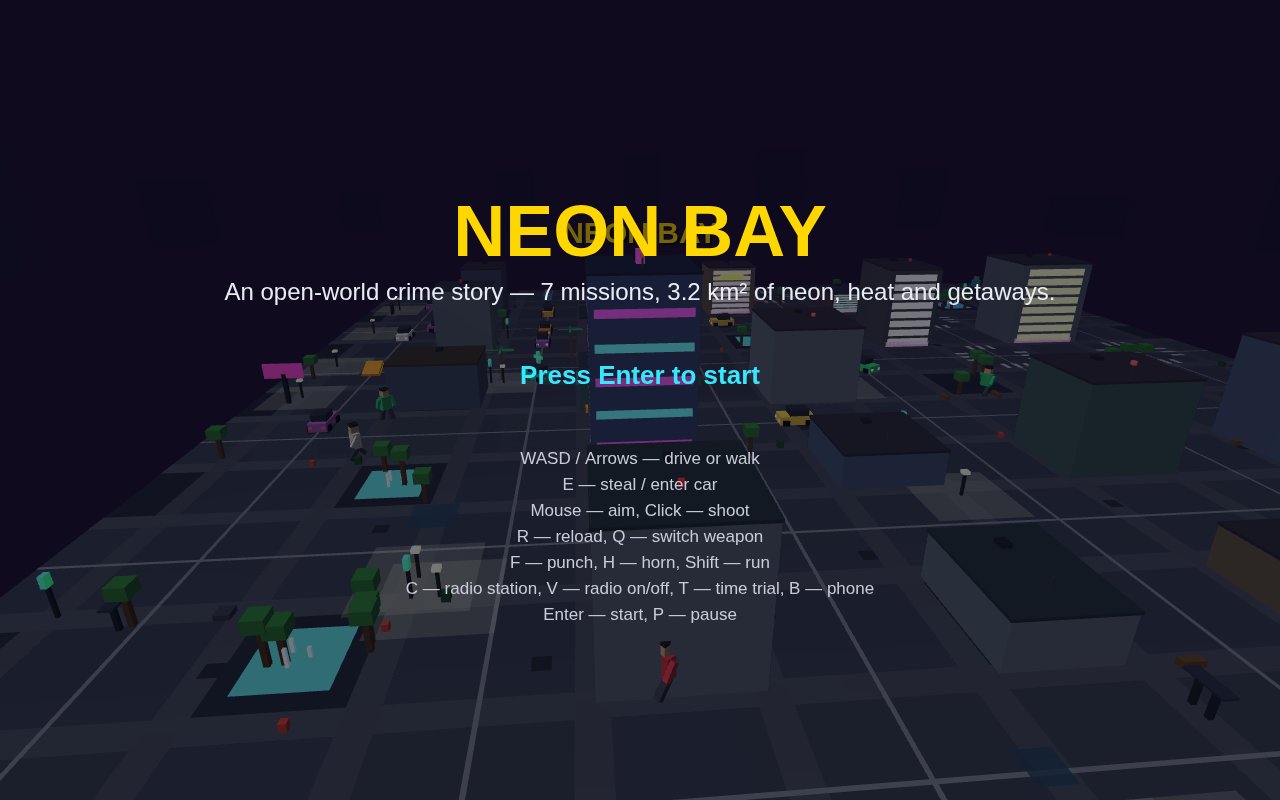 NEON BAY
NEON BAY
An open-world crime story — 7 missions, 3.2 km² of neon, heat and getaways.
Press Enter to start
WASD / Arrows — drive or walk
E — steal / enter car
Mouse — aim, Click — shoot
R — reload, Q — switch weapon
F — punch, H — horn, Shift — run
C — radio station, V — radio on/off, T — time trial, B — phone
Enter — start, P — pause